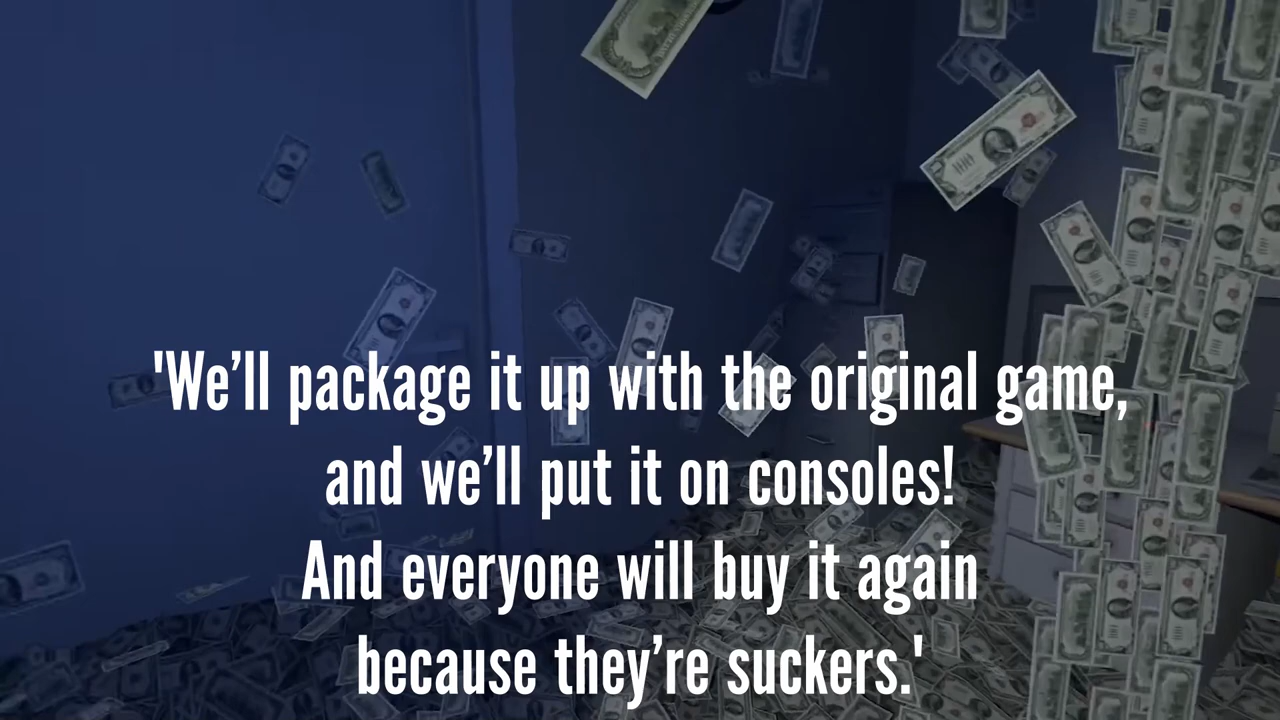 'We’ll package it up with the original game,
and we’ll put it on consoles!
And everyone will buy it again
because they’re suckers.'